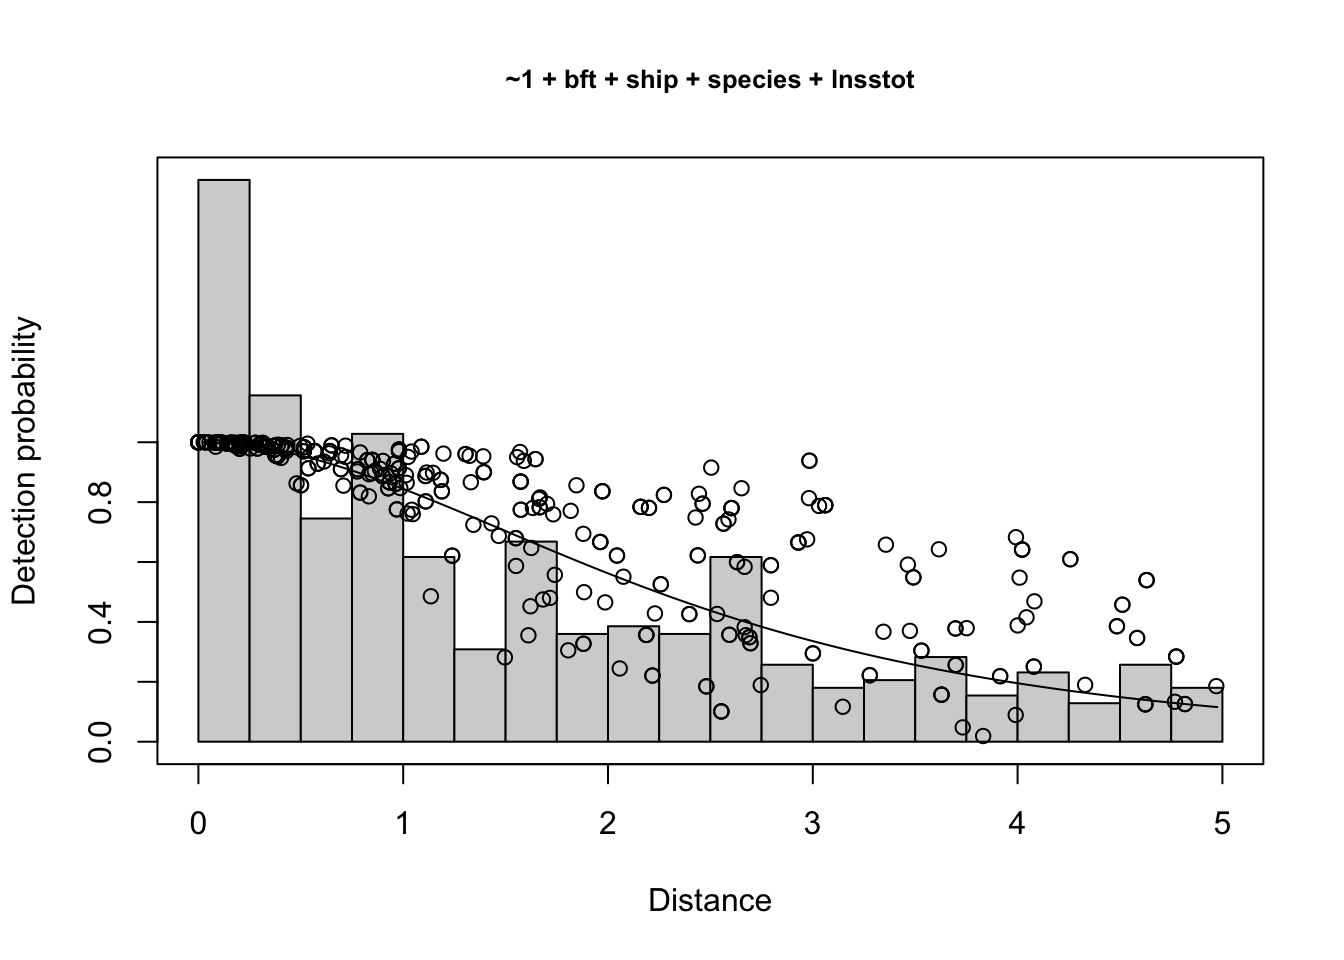 ~1 + bft + ship + species + lnsstot
Detection probability
0.8
0.4
0.0
0 1 2 3 4 5
Distance